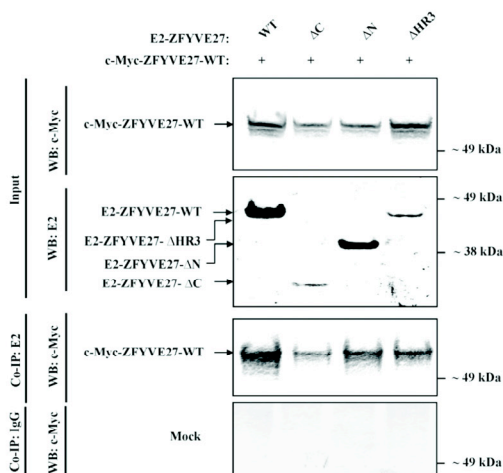 E2-ZFYVE27: WT ΔC ΔN ΔHR3
c-Myc-ZFYVE27-WT: + + + +
Input
WB: c-Myc
c-Myc-ZFYVE27-WT
~ 49 kDa
WB: E2
E2-ZFYVE27-WT
E2-ZFYVE27- ΔHR3
E2-ZFYVE27-ΔN
E2-ZFYVE27- ΔC
~ 49 kDa
~ 38 kDa
Co-IP: E2
WB: c-Myc
c-Myc-ZFYVE27-WT
~ 49 kDa
Co-IP: IgG
WB: c-Myc
Mock
~ 49 kDa